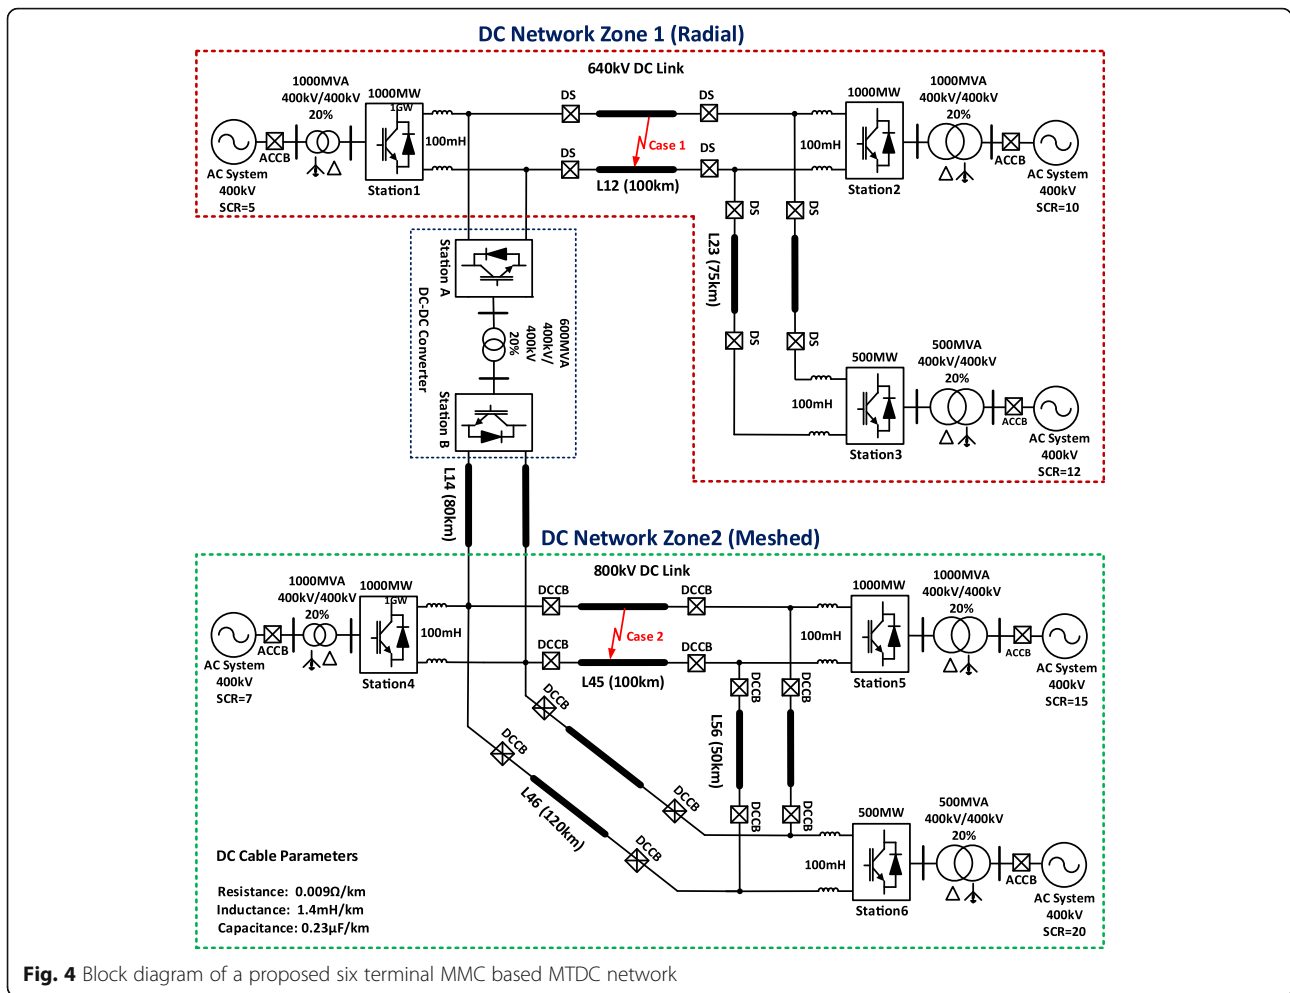 DC Network Zone 1 (Radial)
640kV DC Link
1000MVA
400kV/400kV
20%
1000MW
1GW
100mH
ACCB
AC System
400kV
SCR=5
Station1
DS
DS
DS
DS
Case 1
L12 (100km)
1000MW
100mH
Station2
1000MVA
400kV/400kV
20%
ACCB
AC System
400kV
SCR=10
DS
DS
L23 (75km)
DS
DS
500MW
100mH
Station3
500MVA
400kV/400kV
20%
ACCB
AC System
400kV
SCR=12
Station A
DC-DC Converter
600MVA
400kV/
400kV
20%
Station B
L14 (80km)
DC Network Zone2 (Meshed)
800kV DC Link
1000MVA
400kV/400kV
20%
1000MW
1GW
100mH
ACCB
AC System
400kV
SCR=7
Station4
DCCB
DCCB
DCCB
DCCB
Case 2
L45 (100km)
1000MW
100mH
Station5
1000MVA
400kV/400kV
20%
ACCB
AC System
400kV
SCR=15
DCCB
DCCB
L56 (50km)
DCCB
DCCB
DCCB
DCCB
L46 (120km)
DCCB
DCCB
500MW
100mH
Station6
500MVA
400kV/400kV
20%
ACCB
AC System
400kV
SCR=20
DC Cable Parameters
Resistance: 0.009Ω/km
Inductance: 1.4mH/km
Capacitance: 0.23μF/km
Fig. 4 Block diagram of a proposed six terminal MMC based MTDC network